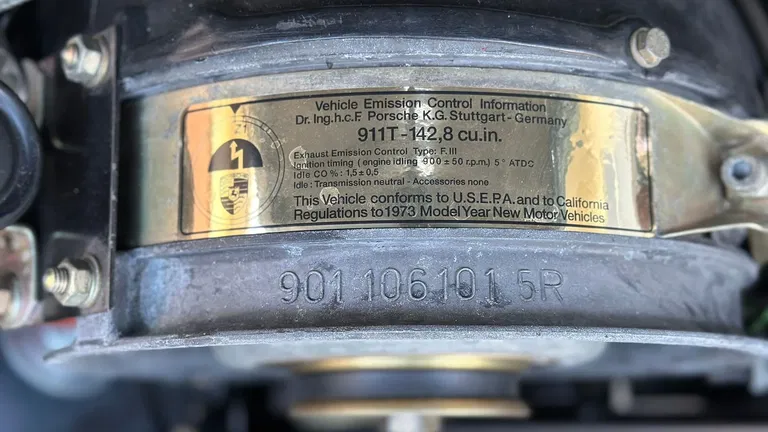 Vehicle Emission Control Information
Dr. Ing.h.c.F. Porsche K.G. Stuttgart - Germany
911T - 142,8 cu.in.
Exhaust Emission Control Type: F.III
Ignition timing (engine idling 900 ± 50 r.p.m.) 5° ATDC
Idle CO % : 1,5 ± 0,5
Idle : Transmission neutral - Accessories none
This Vehicle conforms to U.S.E.P.A. and to California
Regulations to 1973 Model Year New Motor Vehicles
901 106 101 5R